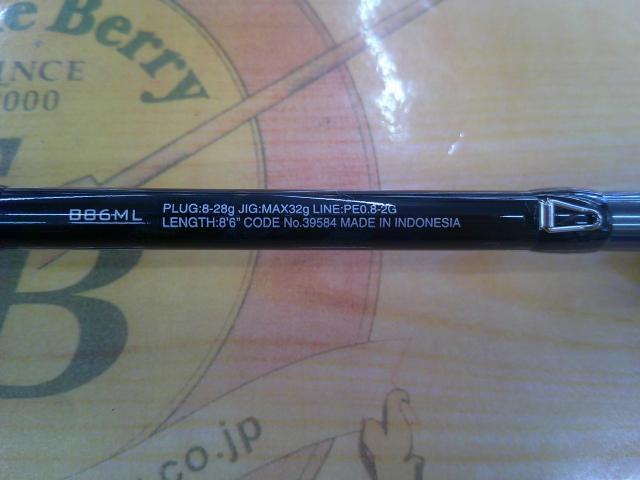 e Berry
INCE
000
B86ML
PLUG:8-28g JIG:MAX32g LINE:PE0.8-2G
LENGTH:8'6" CODE No.39584 MADE IN INDONESIA
B
.co.jp